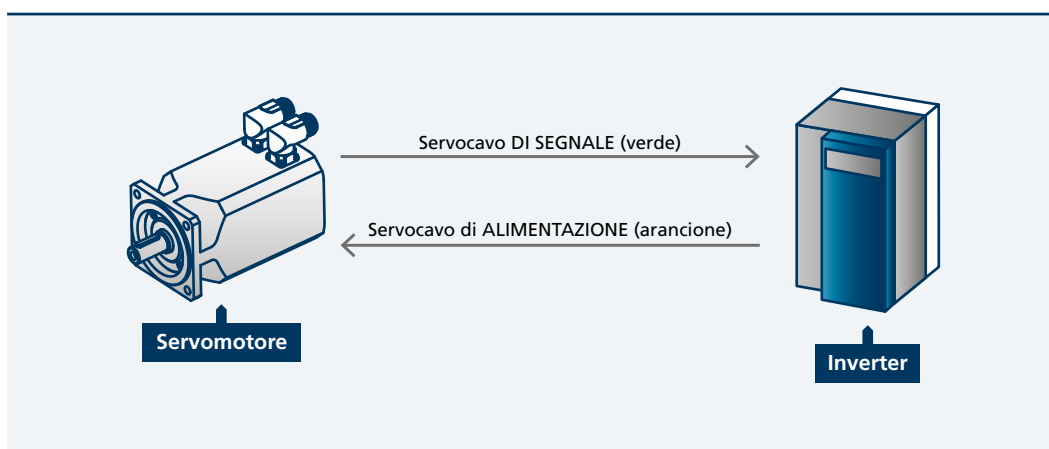 Servocavo DI SEGNALE (verde)
Servocavo di ALIMENTAZIONE (arancione)
Servomotore
Inverter